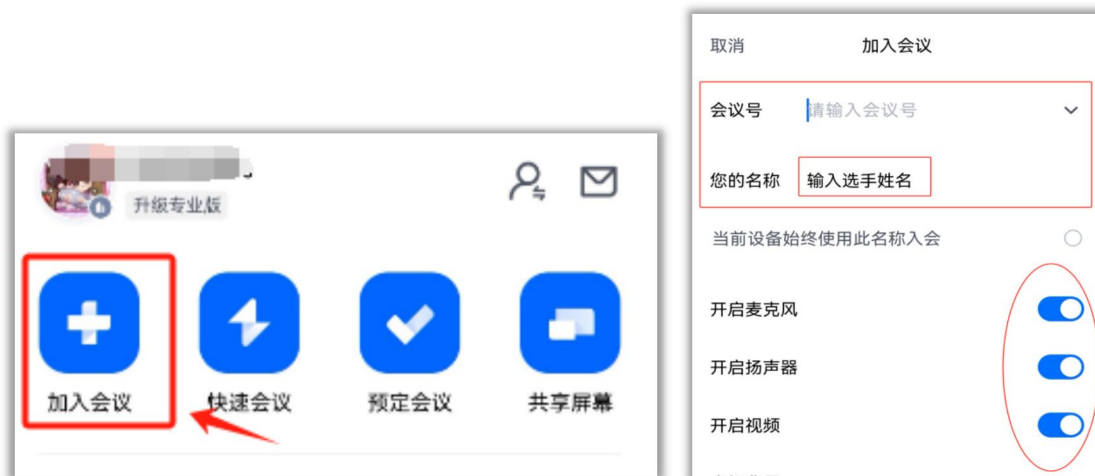 升级专业版
加入会议
快速会议
预定会议
共享屏幕
取消
加入会议
会议号
请输入会议号
您的名称
输入选手姓名
当前设备始终使用此名称入会
开启麦克风
开启扬声器
开启视频